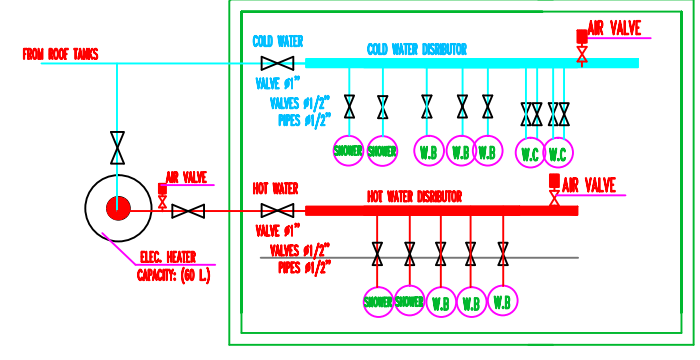 AIR VALVE
COLD WATER
COLD WATER DISRIBUTOR
FROM ROOF TANKS
VALVE Ø1"
VALVES Ø1/2"
PIPES Ø1/2"
SHOWER SHOWER W.B W.B W.B W.C W.C
AIR VALVE
HOT WATER
HOT WATER DISRIBUTOR
AIR VALVE
VALVE Ø1"
VALVES Ø1/2"
PIPES Ø1/2"
ELEC. HEATER
CAPACITY: (60 L.)
SHOWER SHOWER W.B W.B W.B